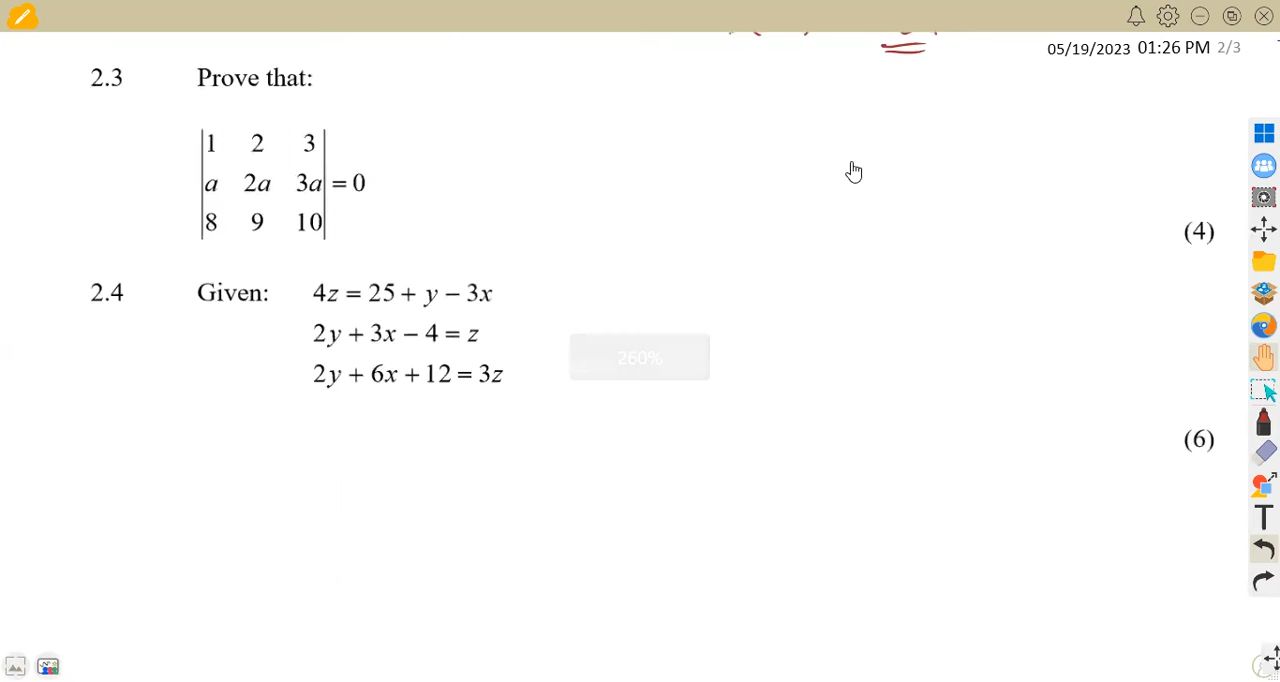 05/19/2023 01:26 PM 2/3
2.3 Prove that:
|1 2 3|
|a 2a 3a| = 0
|8 9 10|
(4)
2.4 Given: 4z = 25 + y − 3x
2y + 3x − 4 = z
2y + 6x + 12 = 3z
260%
(6)
T